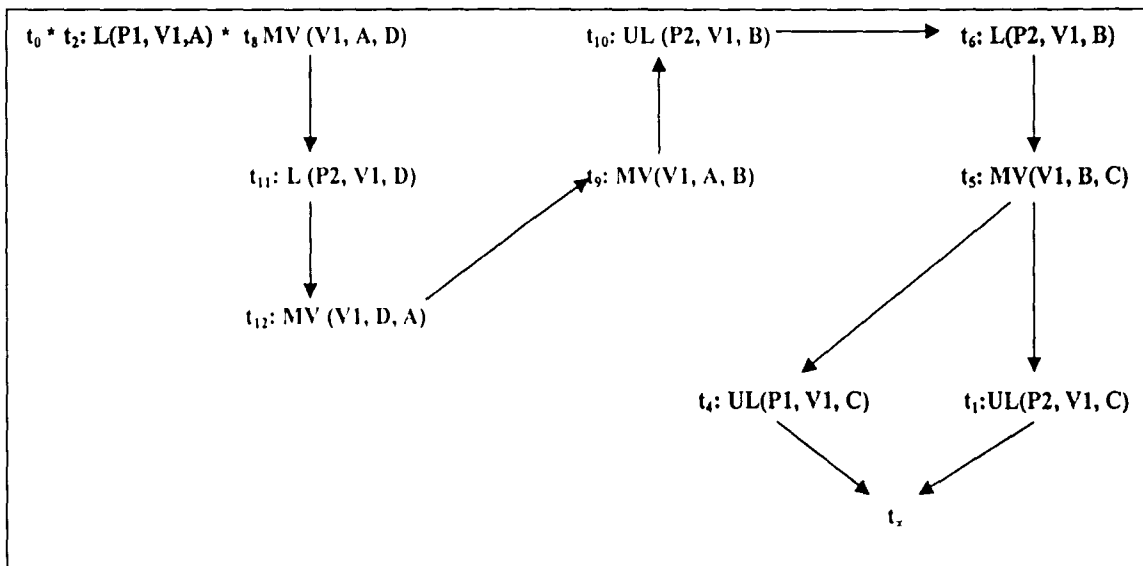 t₀ * t₂: L(P1, V1,A) * t₈ MV (V1, A, D)
t₁₀: UL (P2, V1, B)
t₆: L(P2, V1, B)
t₁₁: L (P2, V1, D)
t₉: MV(V1, A, B)
t₅: MV(V1, B, C)
t₁₂: MV (V1, D, A)
t₄: UL(P1, V1, C)
t₁:UL(P2, V1, C)
tₓ